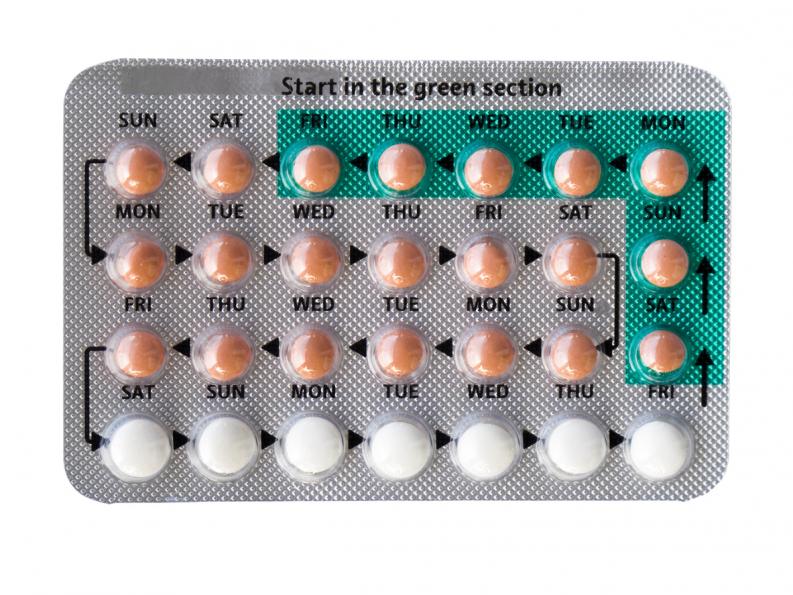 Start in the green section
SUN SAT FRI THU WED TUE MON
MON TUE WED THU FRI SAT SUN
FRI THU WED TUE MON SUN SAT
SAT SUN MON TUE WED THU FRI